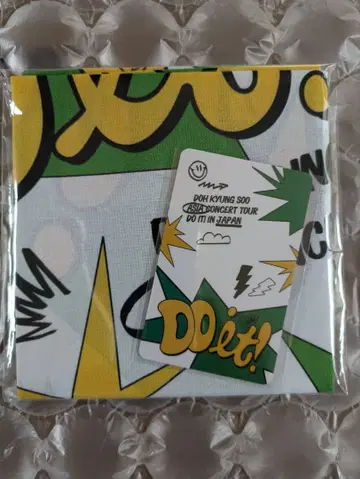 DOH KYUNG SOO
ASIA CONCERT TOUR
DO IT! IN JAPAN
DO it!